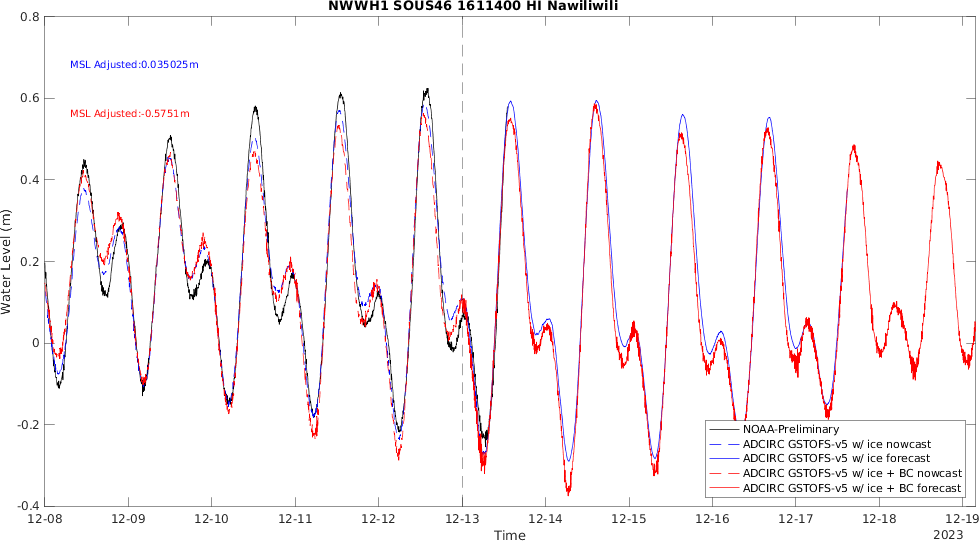 NWWH1 SOUS46 1611400 HI Nawiliwili
0.8
0.6
0.4
0.2
0
-0.2
-0.4
Water Level (m)
MSL Adjusted:0.035025m
MSL Adjusted:-0.5751m
NOAA-Preliminary
ADCIRC GSTOFS-v5 w/ ice nowcast
ADCIRC GSTOFS-v5 w/ ice forecast
ADCIRC GSTOFS-v5 w/ ice + BC nowcast
ADCIRC GSTOFS-v5 w/ ice + BC forecast
12-08 12-09 12-10 12-11 12-12 12-13 12-14 12-15 12-16 12-17 12-18 12-19
Time
2023